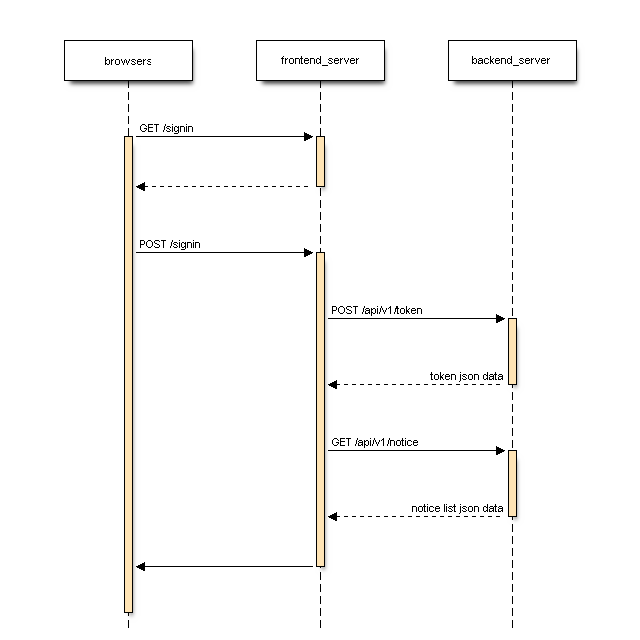 browsers
frontend_server
backend_server
GET /signin
POST /signin
POST /api/v1/token
token json data
GET /api/v1/notice
notice list json data